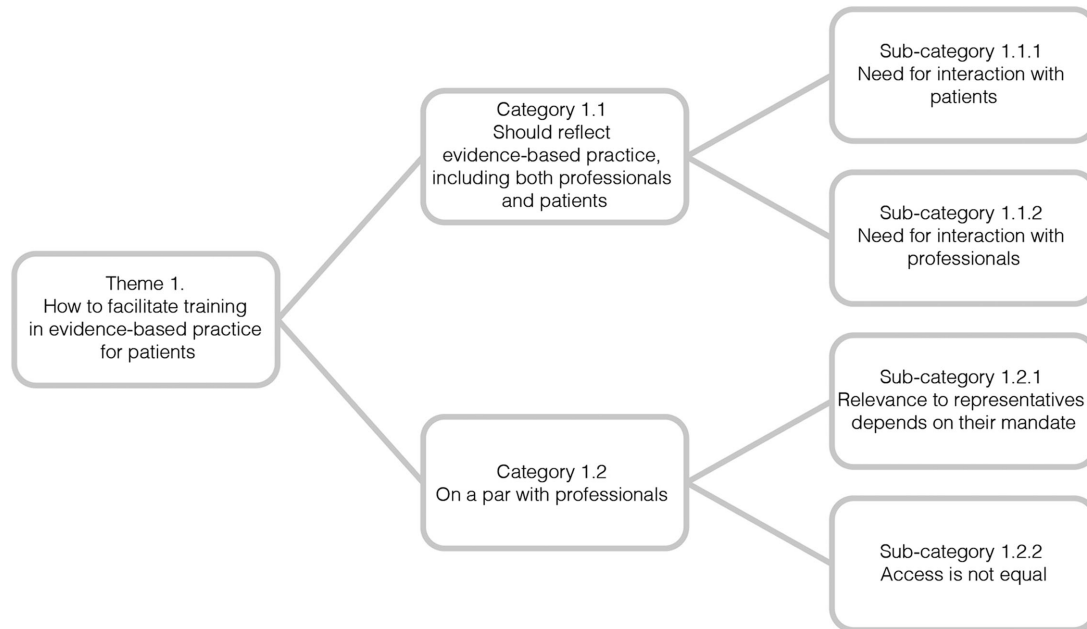 Theme 1.
How to facilitate training
in evidence-based practice
for patients
Category 1.1
Should reflect
evidence-based practice,
including both professionals
and patients
Category 1.2
On a par with professionals
Sub-category 1.1.1
Need for interaction with
patients
Sub-category 1.1.2
Need for interaction with
professionals
Sub-category 1.2.1
Relevance to representatives
depends on their mandate
Sub-category 1.2.2
Access is not equal